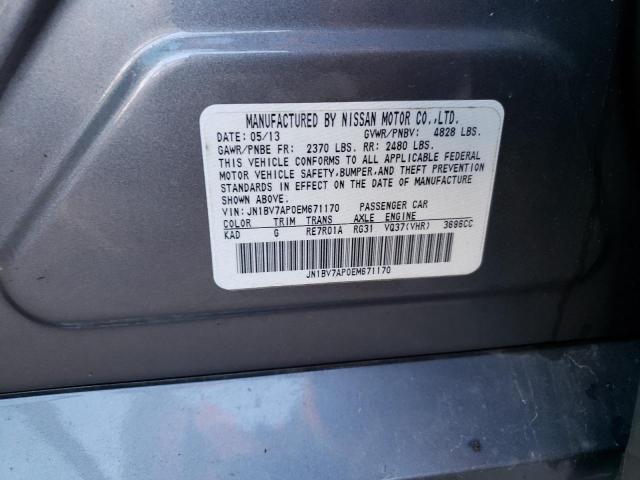 MANUFACTURED BY NISSAN MOTOR CO.,LTD.
DATE: 05/13 GVWR/PNBV: 4828 LBS.
GAWR/PNBE FR: 2370 LBS. RR: 2480 LBS.
THIS VEHICLE CONFORMS TO ALL APPLICABLE FEDERAL
MOTOR VEHICLE SAFETY,BUMPER,AND THEFT PREVENTION
STANDARDS IN EFFECT ON THE DATE OF MANUFACTURE
SHOWN ABOVE.
VIN: JN1BV7AP0EM671170 PASSENGER CAR
COLOR TRIM TRANS AXLE ENGINE
KAD G RE7R01A RG31 VQ37(VHR) 3696CC
JN1BV7AP0EM671170